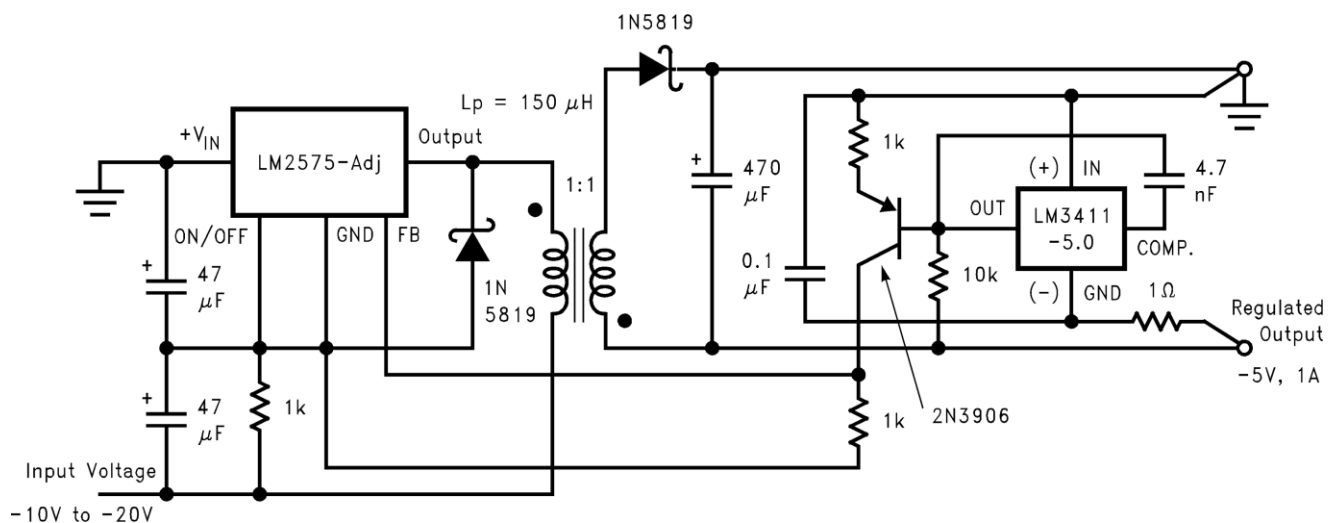 1N5819
Lp = 150 μH
+VIN
Output
LM2575-Adj
ON/OFF
GND
FB
1:1
+
47
μF
1N
5819
+
470
μF
0.1
μF
1k
(+)
IN
OUT
LM3411
-5.0
4.7
nF
COMP.
10k
(-)
GND
1Ω
Regulated
Output
-5V, 1A
+
47
μF
1k
1k
2N3906
Input Voltage
-10V to -20V